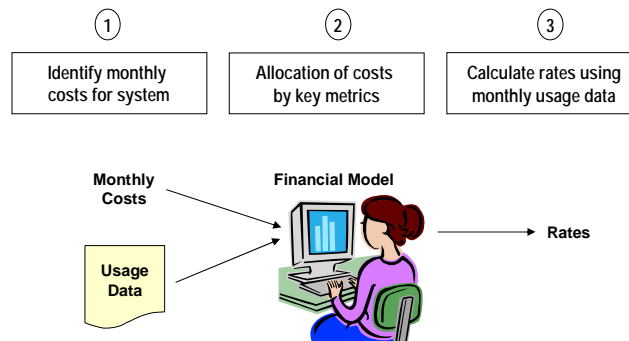 1
2
3
Identify monthly
costs for system
Allocation of costs
by key metrics
Calculate rates using
monthly usage data
Monthly
Costs
Financial Model
Rates
Usage
Data